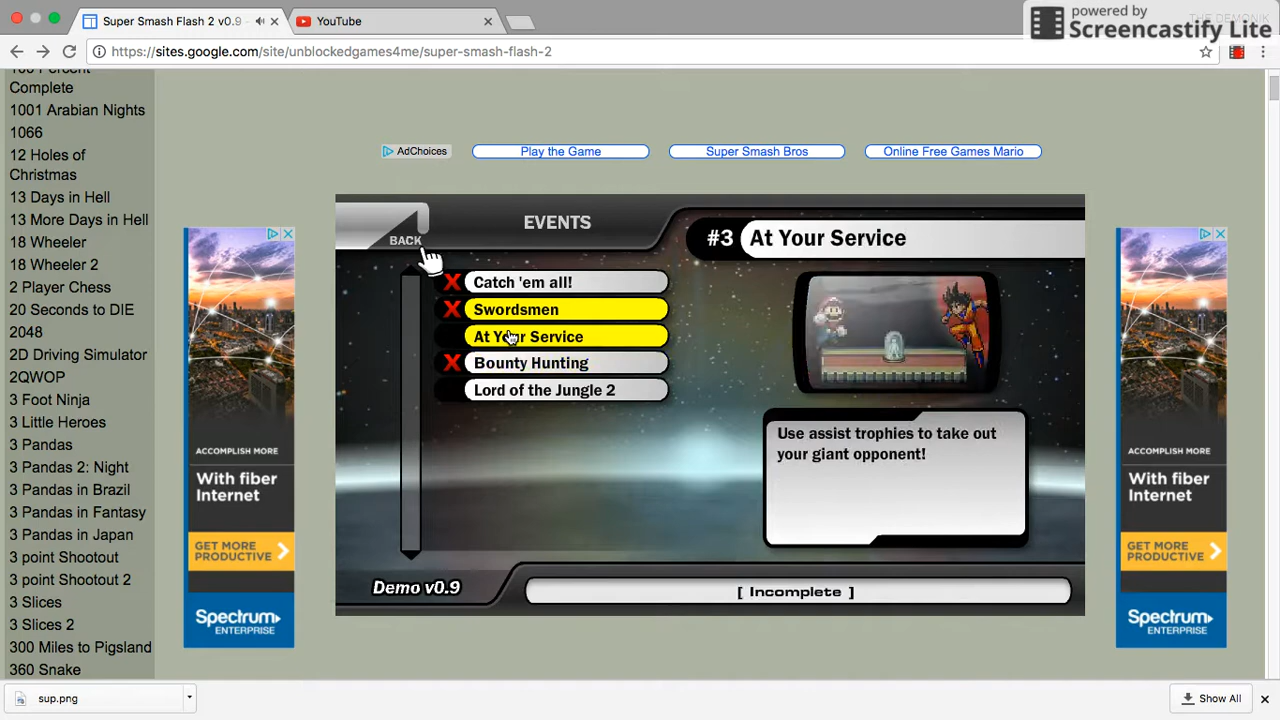 Super Smash Flash 2 v0.9
YouTube
THE DEMONIK
powered by
Screencastify Lite
https://sites.google.com/site/unblockedgames4me/super-smash-flash-2
100 Percent
Complete
1001 Arabian Nights
1066
12 Holes of
Christmas
13 Days in Hell
13 More Days in Hell
18 Wheeler
18 Wheeler 2
2 Player Chess
20 Seconds to DIE
2048
2D Driving Simulator
2QWOP
3 Foot Ninja
3 Little Heroes
3 Pandas
3 Pandas 2: Night
3 Pandas in Brazil
3 Pandas in Fantasy
3 Pandas in Japan
3 point Shootout
3 point Shootout 2
3 Slices
3 Slices 2
300 Miles to Pigsland
360 Snake
AdChoices
Play the Game
Super Smash Bros
Online Free Games Mario
ACCOMPLISH MORE
With fiber
Internet
GET MORE
PRODUCTIVE
Spectrum
ENTERPRISE
BACK
EVENTS
#3 At Your Service
X Catch 'em all!
X Swordsmen
At Your Service
X Bounty Hunting
Lord of the Jungle 2
Use assist trophies to take out
your giant opponent!
Demo v0.9
[ Incomplete ]
ACCOMPLISH MORE
With fiber
Internet
GET MORE
PRODUCTIVE
Spectrum
ENTERPRISE
sup.png
Show All